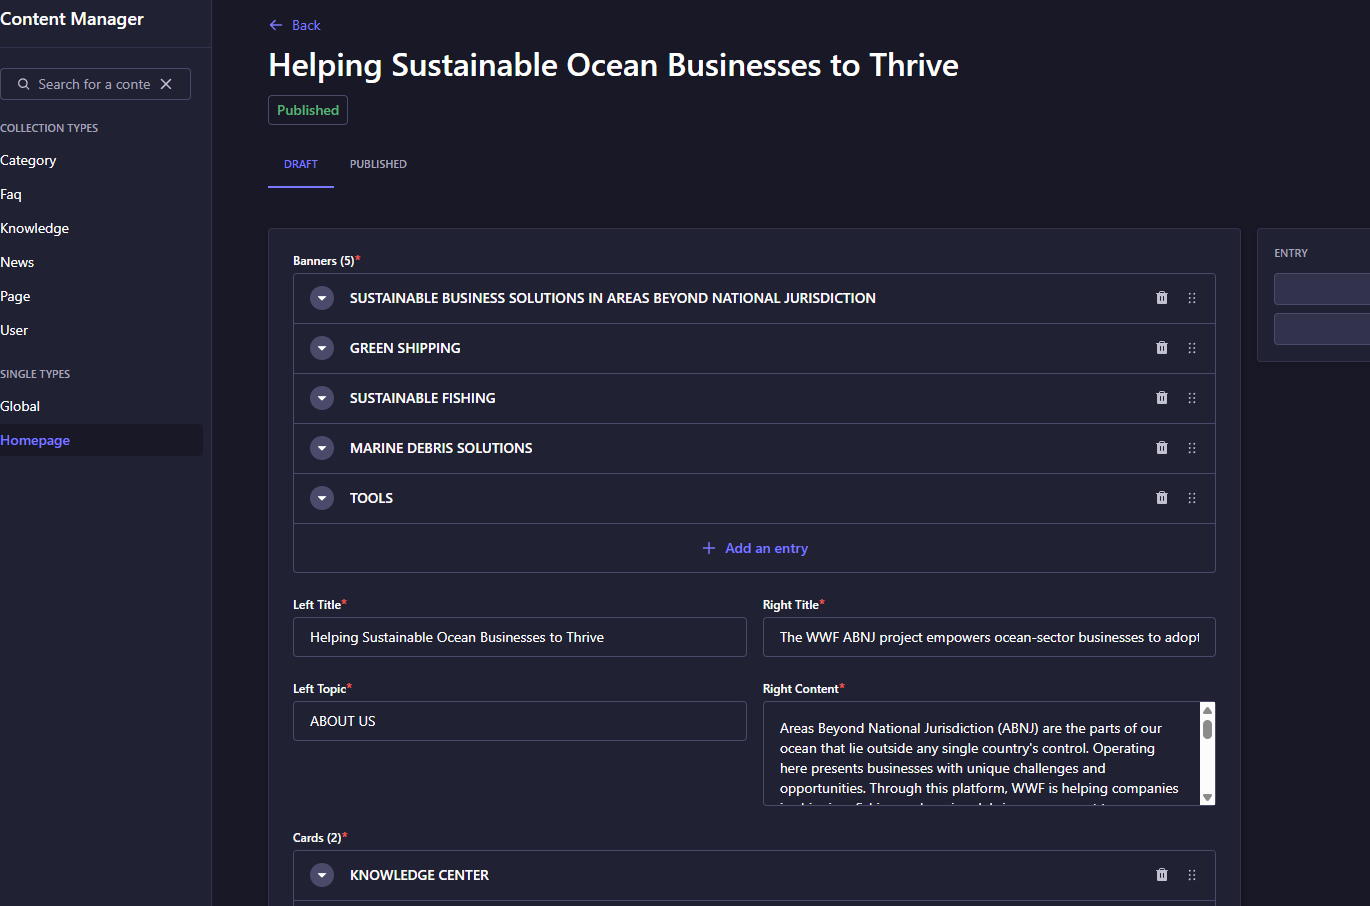 Content Manager
Search for a conte
COLLECTION TYPES
Category
Faq
Knowledge
News
Page
User
SINGLE TYPES
Global
Homepage
Back
Helping Sustainable Ocean Businesses to Thrive
Published
DRAFT PUBLISHED
Banners (5)*
SUSTAINABLE BUSINESS SOLUTIONS IN AREAS BEYOND NATIONAL JURISDICTION
GREEN SHIPPING
SUSTAINABLE FISHING
MARINE DEBRIS SOLUTIONS
TOOLS
Add an entry
Left Title*
Helping Sustainable Ocean Businesses to Thrive
Right Title*
The WWF ABNJ project empowers ocean-sector businesses to adopt
Left Topic*
ABOUT US
Right Content*
Areas Beyond National Jurisdiction (ABNJ) are the parts of our
ocean that lie outside any single country's control. Operating
here presents businesses with unique challenges and
opportunities. Through this platform, WWF is helping companies
Cards (2)*
KNOWLEDGE CENTER
ENTRY